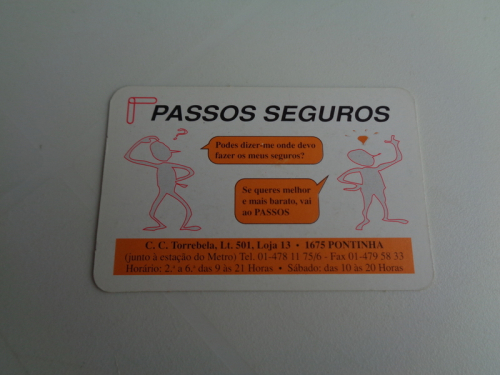 PASSOS SEGUROS
?
Podes dizer-me onde devo
fazer os meus seguros?
Se queres melhor
e mais barato, vai
ao PASSOS
C. C. Torrebela, Lt. 501, Loja 13 • 1675 PONTINHA
(junto à estação do Metro) Tel. 01-478 11 75/6 - Fax 01-479 58 33
Horário: 2.ª a 6.ª das 9 às 21 Horas • Sábado: das 10 às 20 Horas